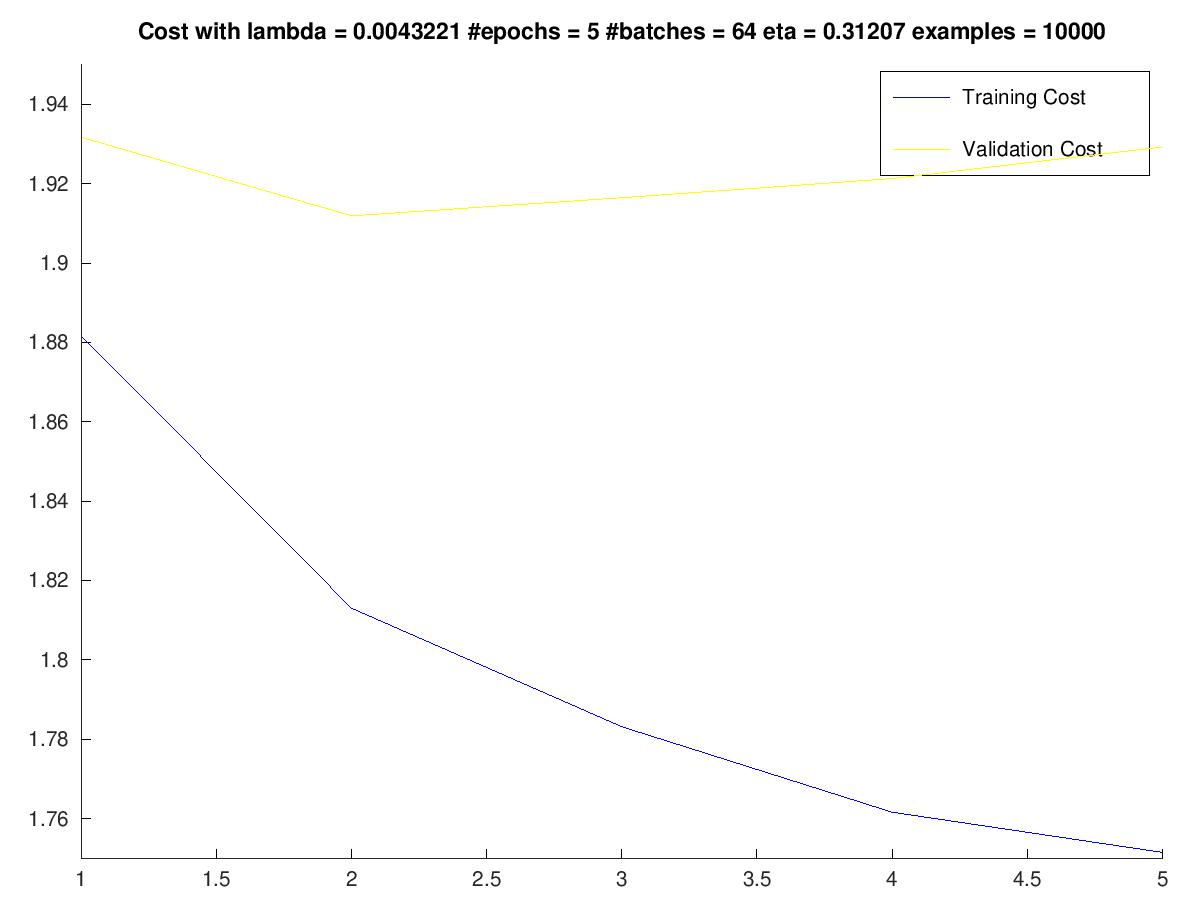 Cost with lambda = 0.0043221 #epochs = 5 #batches = 64 eta = 0.31207 examples = 10000
Training Cost
Validation Cost
1.94
1.92
1.9
1.88
1.86
1.84
1.82
1.8
1.78
1.76
1 1.5 2 2.5 3 3.5 4 4.5 5